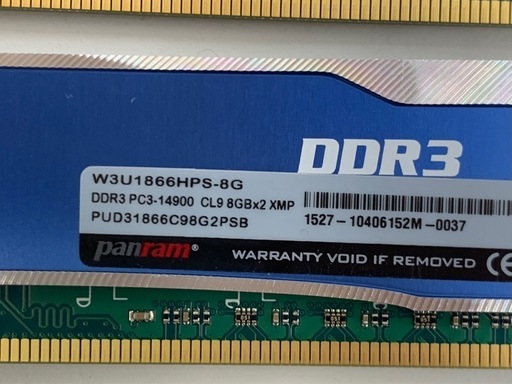 DDR3
W3U1866HPS-8G
DDR3 PC3-14900 CL9 8GBx2 XMP
PUD31866C98G2PSB
1527-10406152M-0037
panram®
WARRANTY VOID IF REMOVED CE